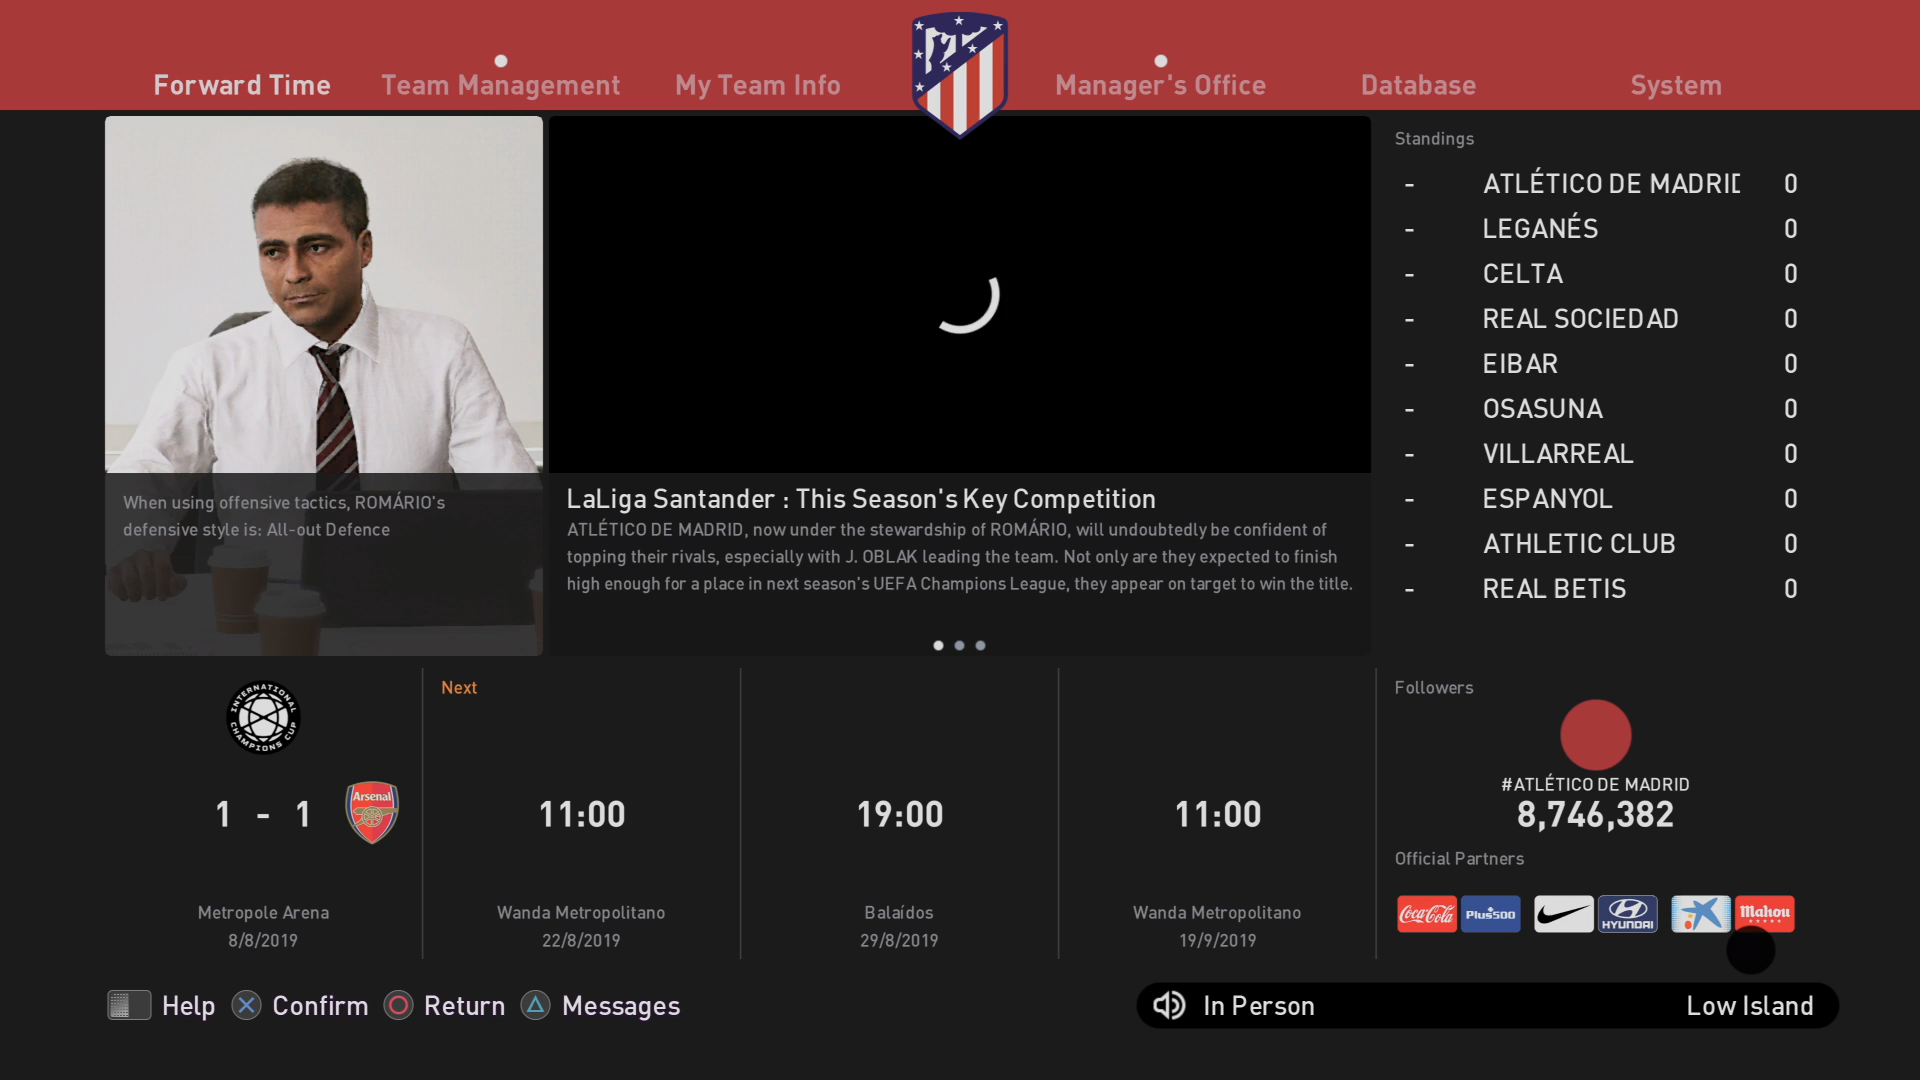 Forward Time
Team Management
My Team Info
Manager's Office
Database
System
When using offensive tactics, ROMÁRIO's
defensive style is: All-out Defence
LaLiga Santander : This Season's Key Competition
ATLÉTICO DE MADRID, now under the stewardship of ROMÁRIO, will undoubtedly be confident of
topping their rivals, especially with J. OBLAK leading the team. Not only are they expected to finish
high enough for a place in next season's UEFA Champions League, they appear on target to win the title.
Standings
- ATLÉTICO DE MADRID 0
- LEGANÉS 0
- CELTA 0
- REAL SOCIEDAD 0
- EIBAR 0
- OSASUNA 0
- VILLARREAL 0
- ESPANYOL 0
- ATHLETIC CLUB 0
- REAL BETIS 0
INTERNATIONAL
CHAMPIONS CUP
1 - 1
Arsenal
Metropole Arena
8/8/2019
Next
11:00
Wanda Metropolitano
22/8/2019
19:00
Balaídos
29/8/2019
11:00
Wanda Metropolitano
19/9/2019
Followers
#ATLÉTICO DE MADRID
8,746,382
Official Partners
Coca-Cola
Plus500
HYUNDAI
Mahou
Help
Confirm
Return
Messages
In Person
Low Island